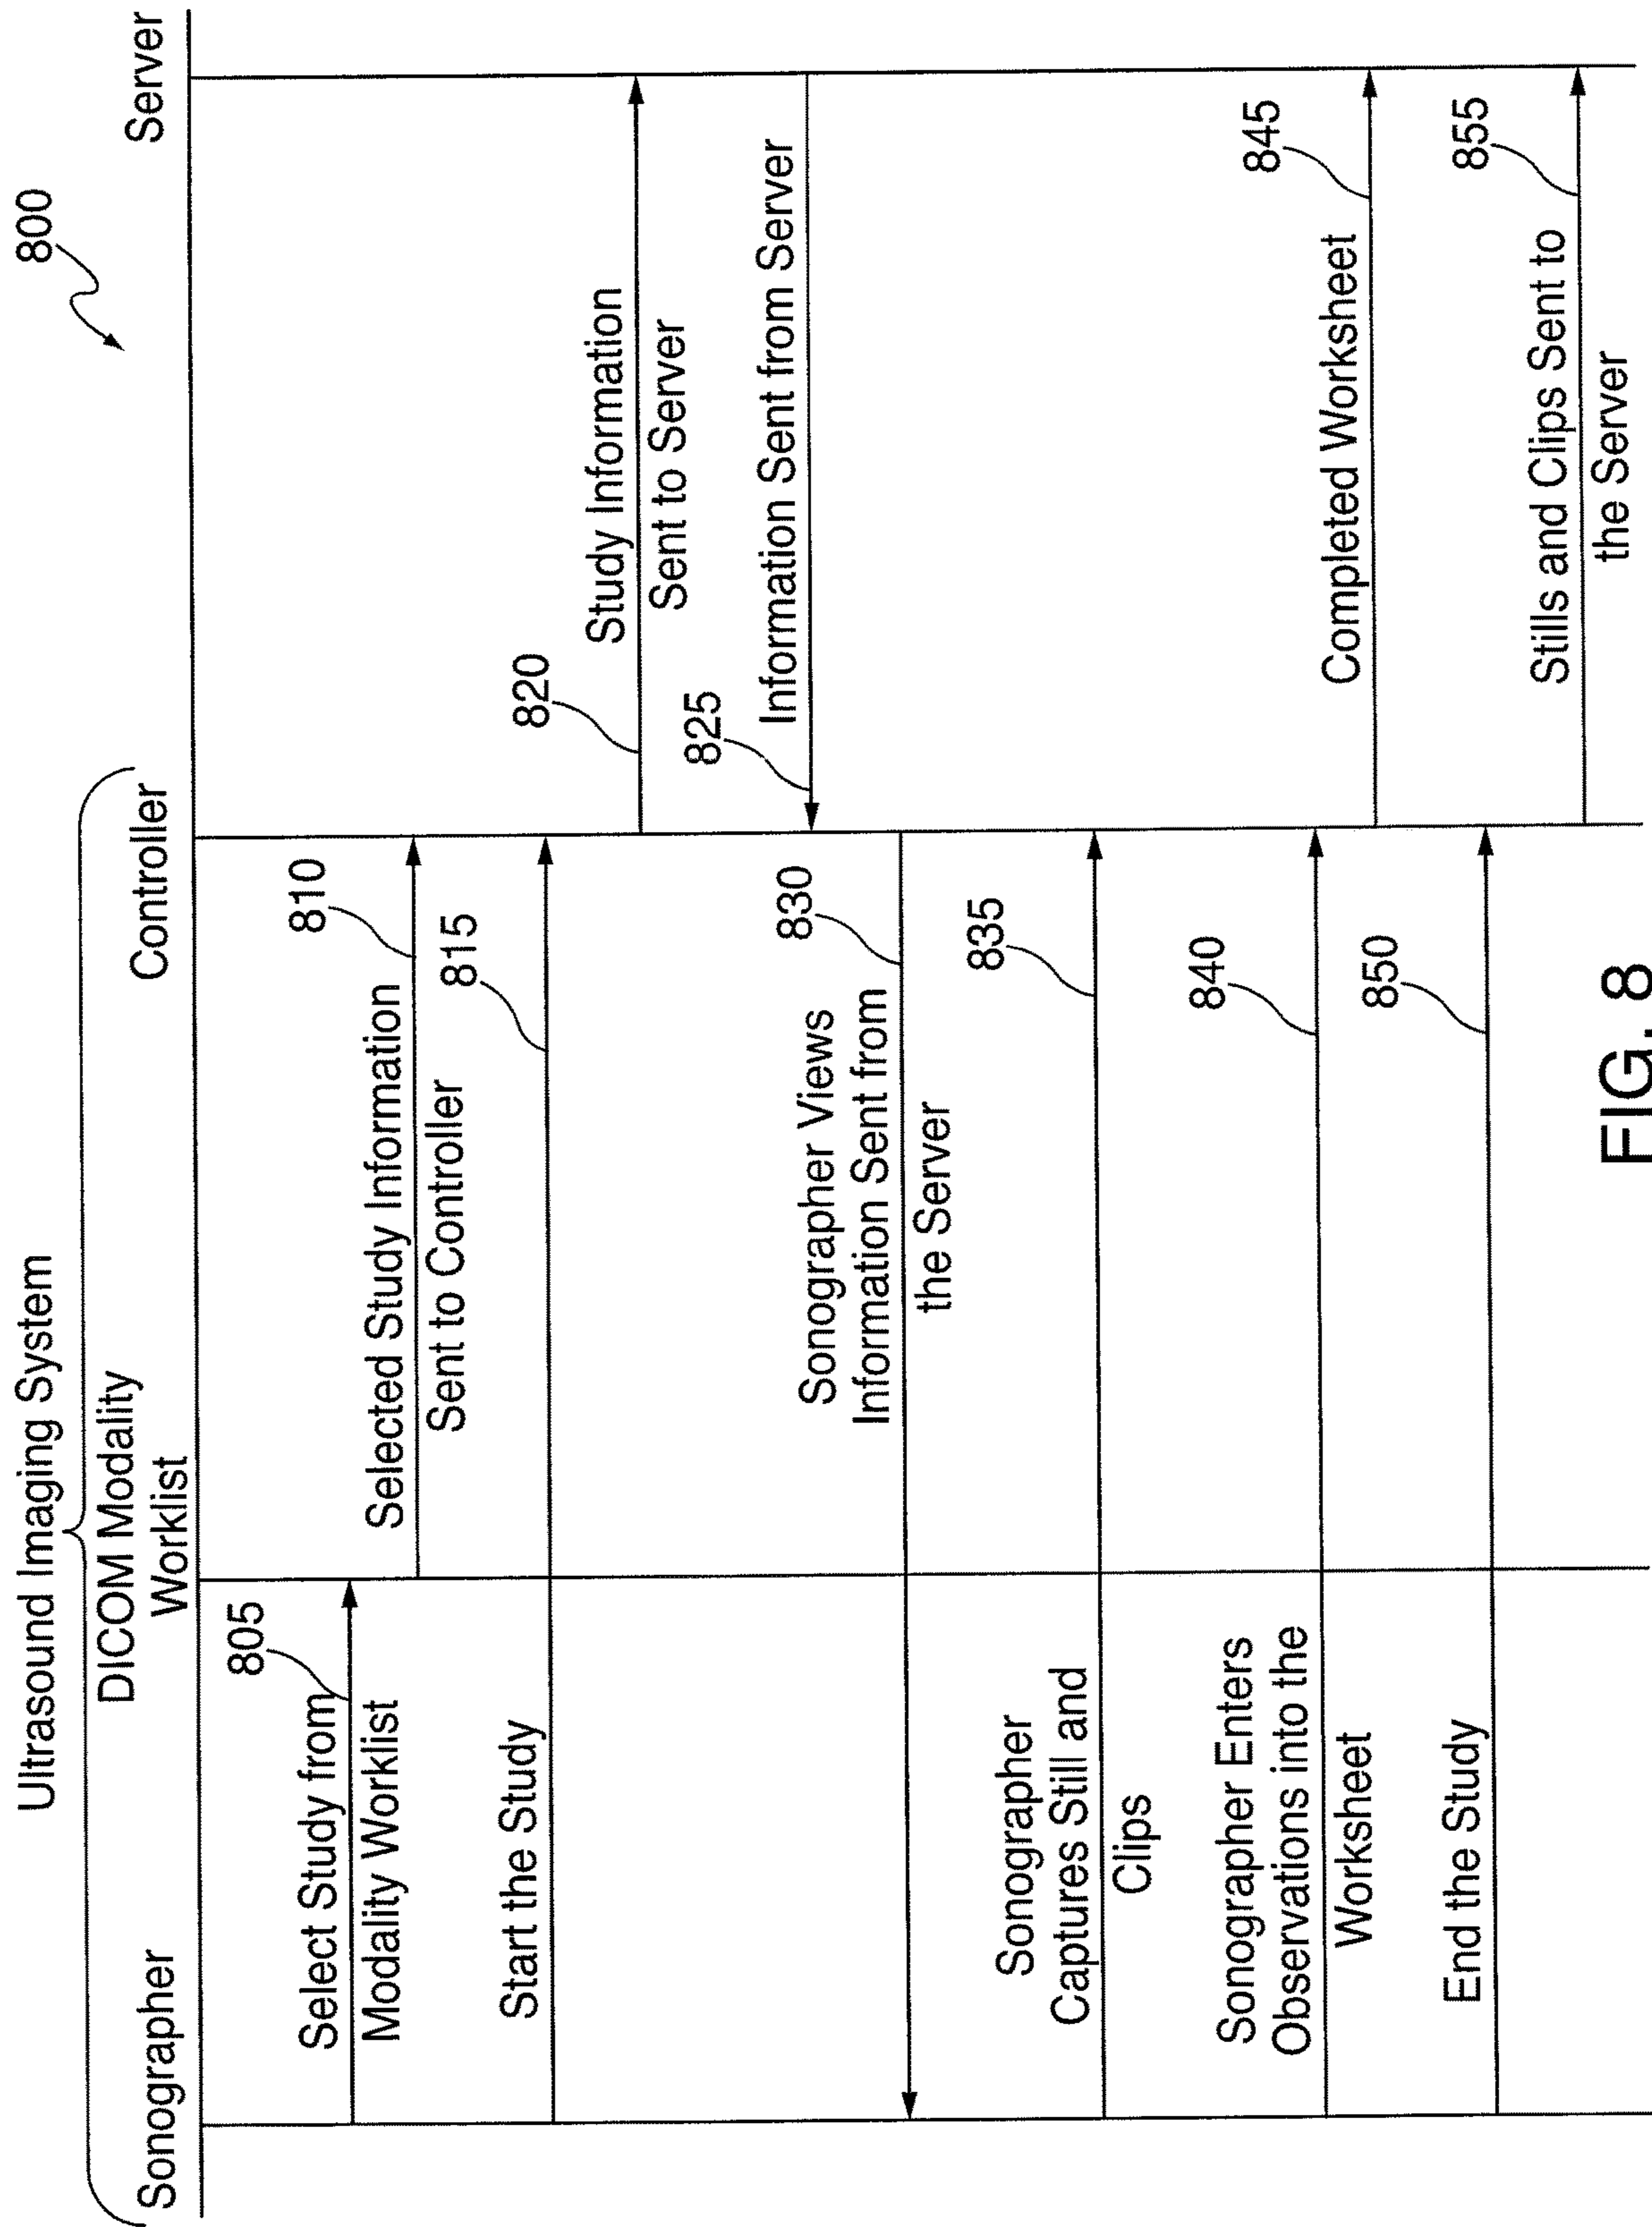 800
Ultrasound Imaging System
DICOM Modality
Worklist
Sonographer
Controller
Server
805
Select Study from
Modality Worklist
810
Selected Study Information
Sent to Controller
815
Start the Study
820
Study Information
Sent to Server
825
Information Sent from Server
830
Sonographer Views
Information Sent from
the Server
835
Sonographer
Captures Still and
Clips
840
Sonographer Enters
Observations into the
Worksheet
845
Completed Worksheet
850
End the Study
855
Stills and Clips Sent to
the Server
FIG. 8